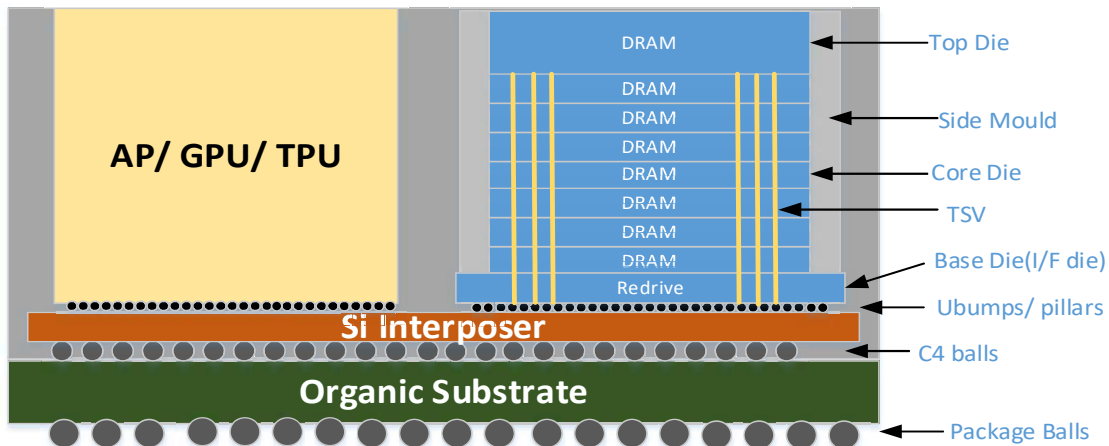 DRAM
Top Die
DRAM
DRAM
Side Mould
AP/ GPU/ TPU
DRAM
DRAM
Core Die
DRAM
TSV
DRAM
DRAM
Base Die(I/F die)
Redrive
Ubumps/ pillars
Si Interposer
C4 balls
Organic Substrate
Package Balls